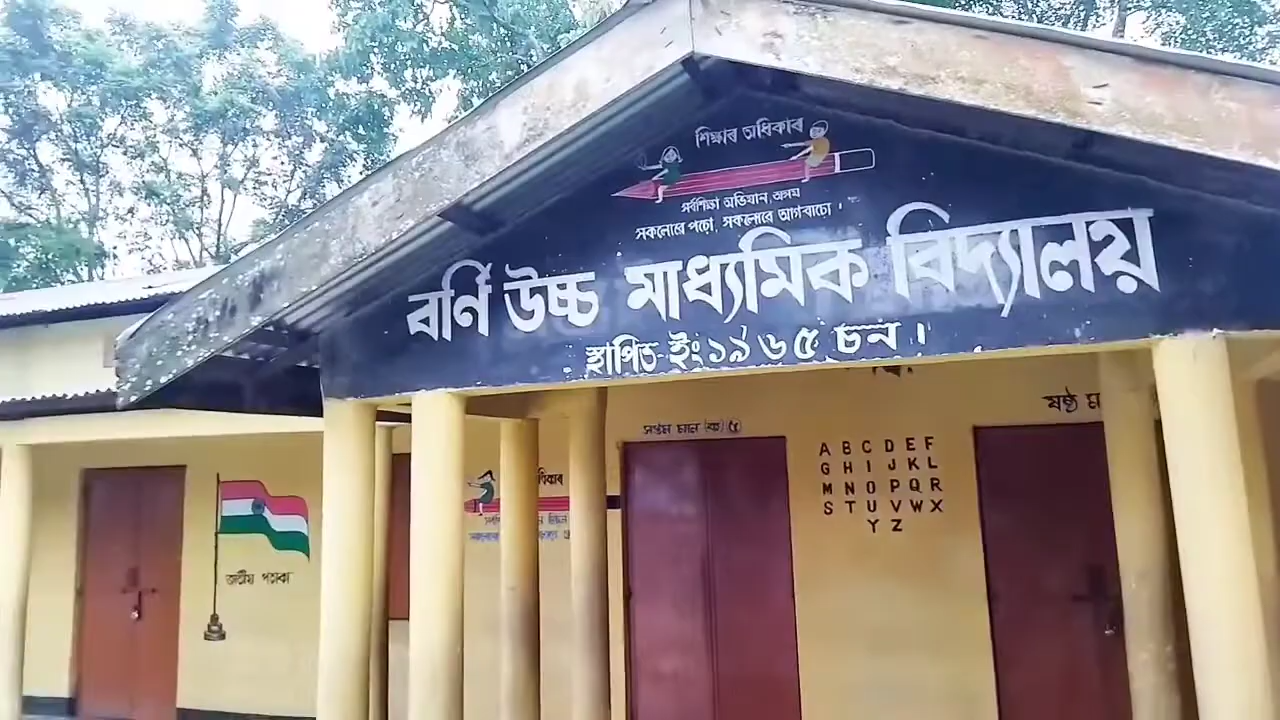 শিক্ষাৰ অধিকাৰ
সৰ্বশিক্ষা অভিযান, অসম
সকলোৱে পঢ়ো, সকলোৱে আগবাঢ়ো ।
বৰ্ণি উচ্চ মাধ্যমিক বিদ্যালয়
স্থাপিত ইং ১৯৬৫ চন ।
সপ্তম মান (কঃ) ৫
ষষ্ঠ
A B C D E F
G H I J K L
M N O P Q R
S T U V W X
Y Z
জাতীয় পতাকা